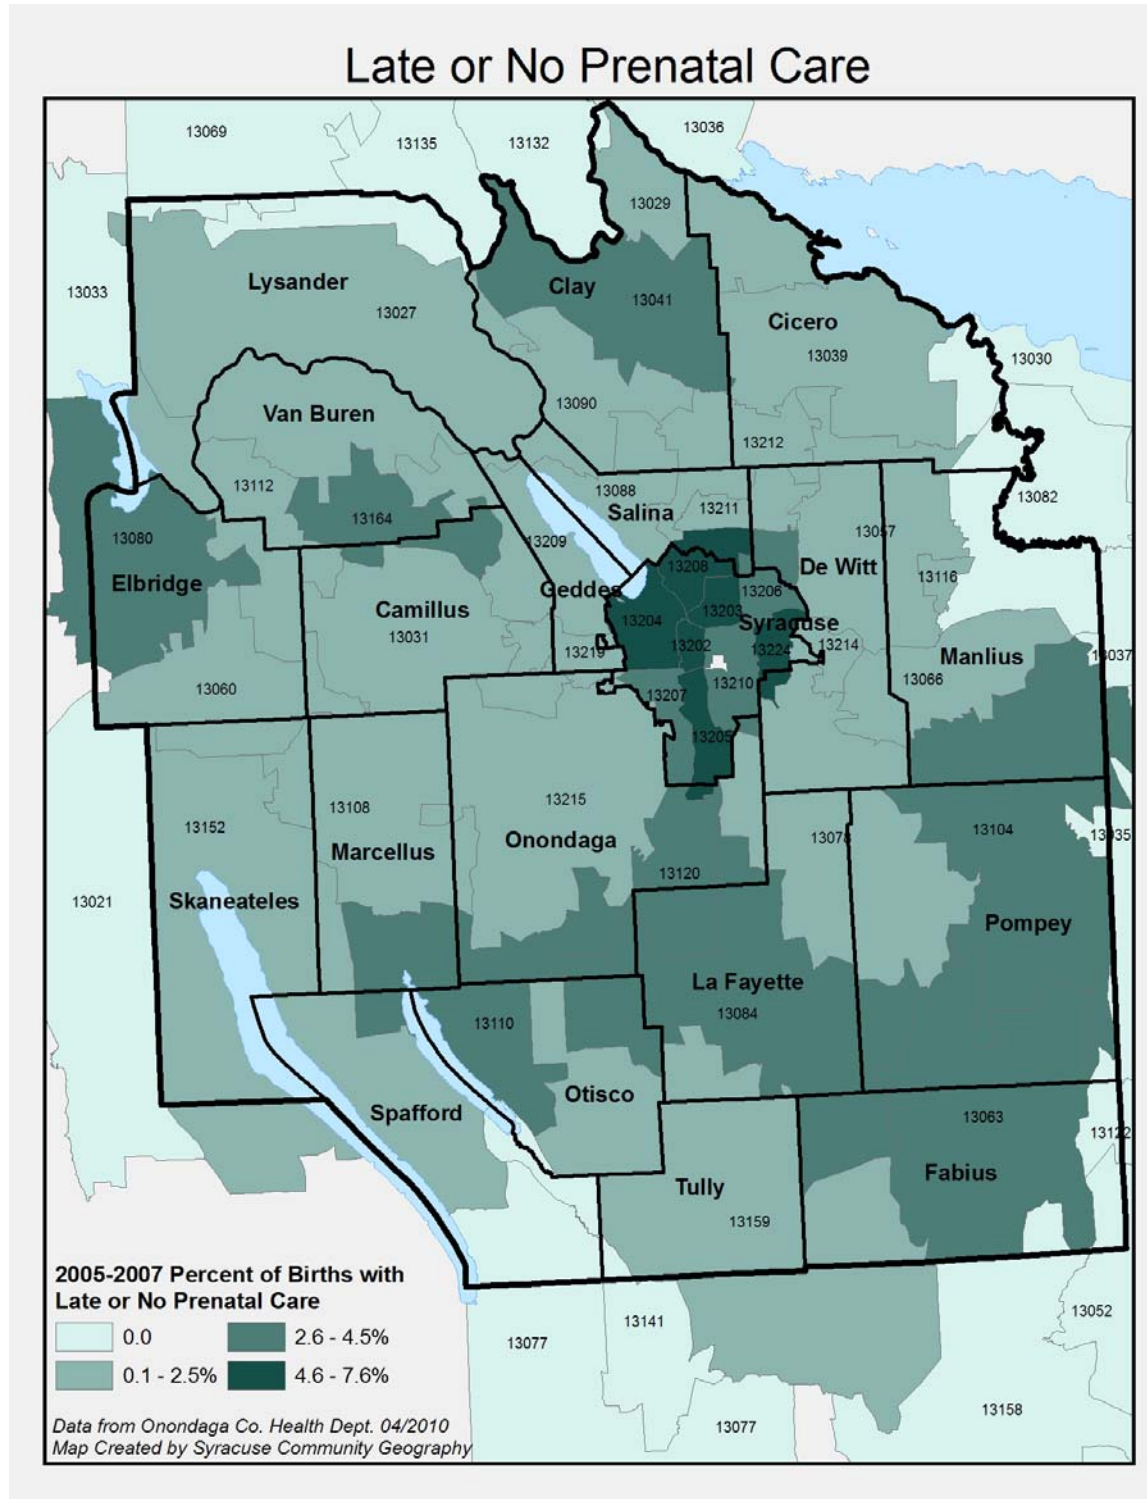 Late or No Prenatal Care
13069
13135
13132
13036
13029
Lysander
13033
13027
Clay
13041
Cicero
13039
13030
Van Buren
13090
13212
13112
13164
13088
Salina
13211
13082
13057
13080
Elbridge
13209
Geddes
13208
De Witt
13206
13116
Camillus
13031
13204
13203
Syracuse
13202
13224
13214
13219
Manlius
13037
13060
13207
13210
13066
13205
13108
13215
13152
Marcellus
Onondaga
13078
13104
13035
13120
13021
Skaneateles
Pompey
La Fayette
13084
13110
Otisco
Spafford
13063
13122
Fabius
Tully
13159
2005-2007 Percent of Births with
Late or No Prenatal Care
0.0
2.6 - 4.5%
0.1 - 2.5%
4.6 - 7.6%
13077
13141
13052
13158
13077
Data from Onondaga Co. Health Dept. 04/2010
Map Created by Syracuse Community Geography